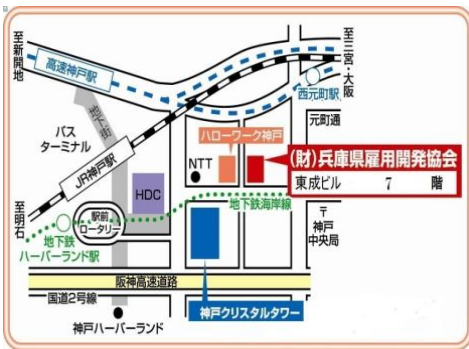 至新開地
高速神戸駅
至三宮・大阪
西元町駅
元町通
地下街
バス
ターミナル
JR神戸駅
ハローワーク神戸
NTT
(財)兵庫県雇用開発協会
東成ビル 7 階
HDC
地下鉄海岸線
〒
神戸
中央局
至明石
駅前
ロータリー
地下鉄
ハーバーランド駅
阪神高速道路
国道2号線
神戸クリスタルタワー
神戸ハーバーランド